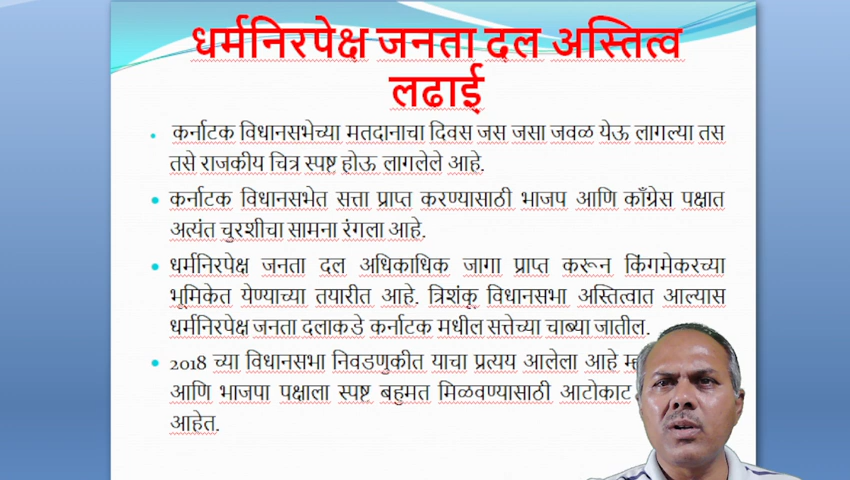 धर्मनिरपेक्ष जनता दल अस्तित्व
लढाई
कर्नाटक विधानसभेच्या मतदानाचा दिवस जस जसा जवळ येऊ लागल्या तस
तसे राजकीय चित्र स्पष्ट होऊ लागलेले आहे.
कर्नाटक विधानसभेत सत्ता प्राप्त करण्यासाठी भाजप आणि काँग्रेस पक्षात
अत्यंत चुरशीचा सामना रंगला आहे.
धर्मनिरपेक्ष जनता दल अधिकाधिक जागा प्राप्त करून किंगमेकरच्या
भूमिकेत येण्याच्या तयारीत आहे. त्रिशंकू विधानसभा अस्तित्वात आल्यास
धर्मनिरपेक्ष जनता दलाकडे कर्नाटक मधील सत्तेच्या चाब्या जातील.
2018 च्या विधानसभा निवडणुकीत याचा प्रत्यय आलेला आहे
आणि भाजपा पक्षाला स्पष्ट बहुमत मिळवण्यासाठी आटोकाट
आहेत.